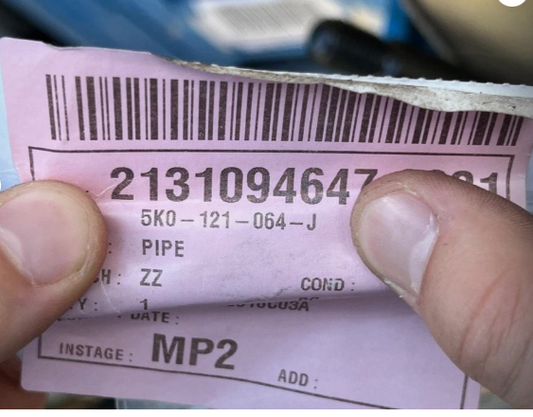 2131094647
5K0-121-064-J
PIPE
ZZ COND :
1
DATE :
INSTAGE : MP2
ADD :